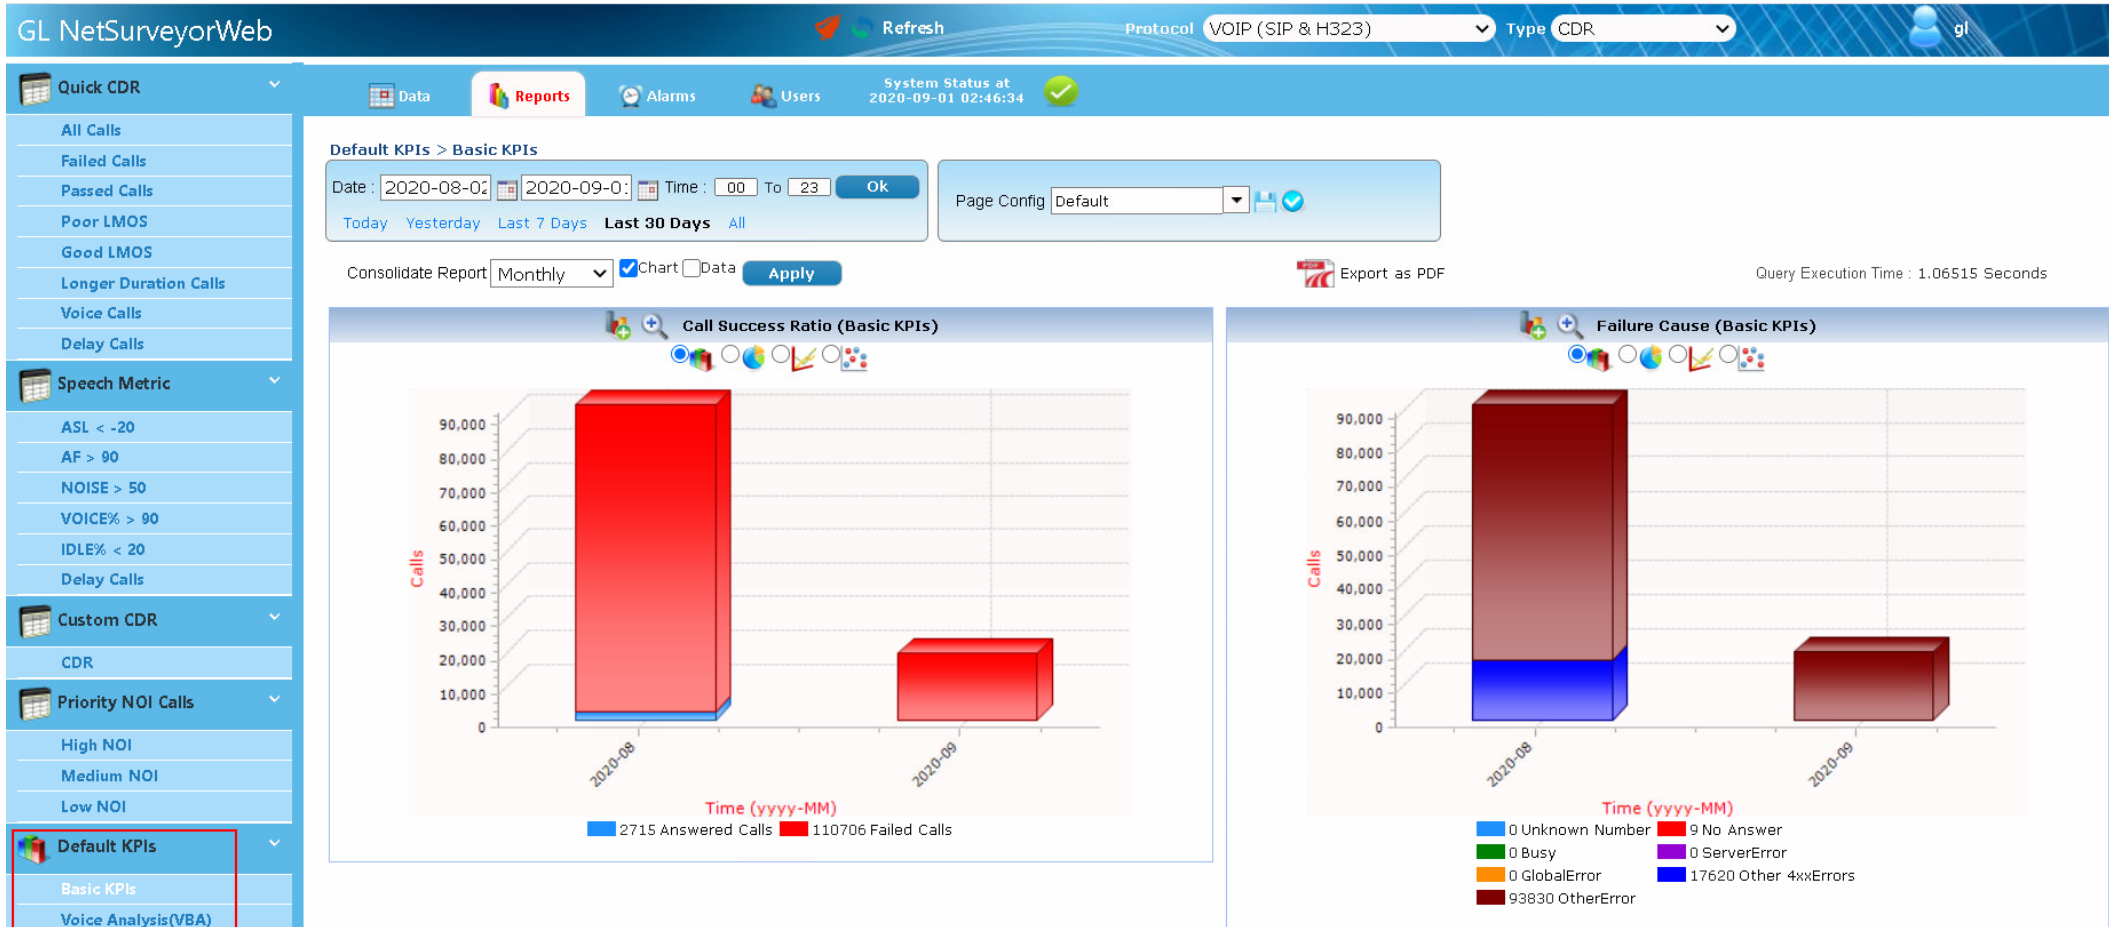 GL NetSurveyorWeb
Refresh
Protocol VOIP (SIP & H323) Type CDR
gl
Quick CDR
All Calls
Failed Calls
Passed Calls
Poor LMOS
Good LMOS
Longer Duration Calls
Voice Calls
Delay Calls
Speech Metric
ASL < -20
AF > 90
NOISE > 50
VOICE% > 90
IDLE% < 20
Delay Calls
Custom CDR
CDR
Priority NOI Calls
High NOI
Medium NOI
Low NOI
Default KPIs
Basic KPIs
Voice Analysis(VBA)
Data Reports Alarms Users
System Status at
2020-09-01 02:46:34
Default KPIs > Basic KPIs
Date : 2020-08-02 2020-09-0 Time : 00 To 23 Ok
Today Yesterday Last 7 Days Last 30 Days All
Page Config Default
Consolidate Report Monthly Chart Data Apply
PDF Export as PDF
Query Execution Time : 1.06515 Seconds
Call Success Ratio (Basic KPIs)
90,000
80,000
70,000
60,000
50,000
40,000
30,000
20,000
10,000
0
Calls
2020-08 2020-09
Time (yyyy-MM)
2715 Answered Calls 110706 Failed Calls
Failure Cause (Basic KPIs)
90,000
80,000
70,000
60,000
50,000
40,000
30,000
20,000
10,000
0
Calls
2020-08 2020-09
Time (yyyy-MM)
0 Unknown Number 9 No Answer
0 Busy 0 ServerError
0 GlobalError 17620 Other 4xxErrors
93830 OtherError